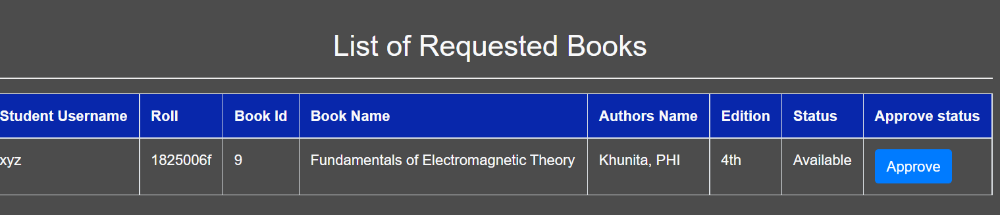 List of Requested Books
Student Username Roll Book Id Book Name Authors Name Edition Status Approve status
xyz 1825006f 9 Fundamentals of Electromagnetic Theory Khunita, PHI 4th Available Approve